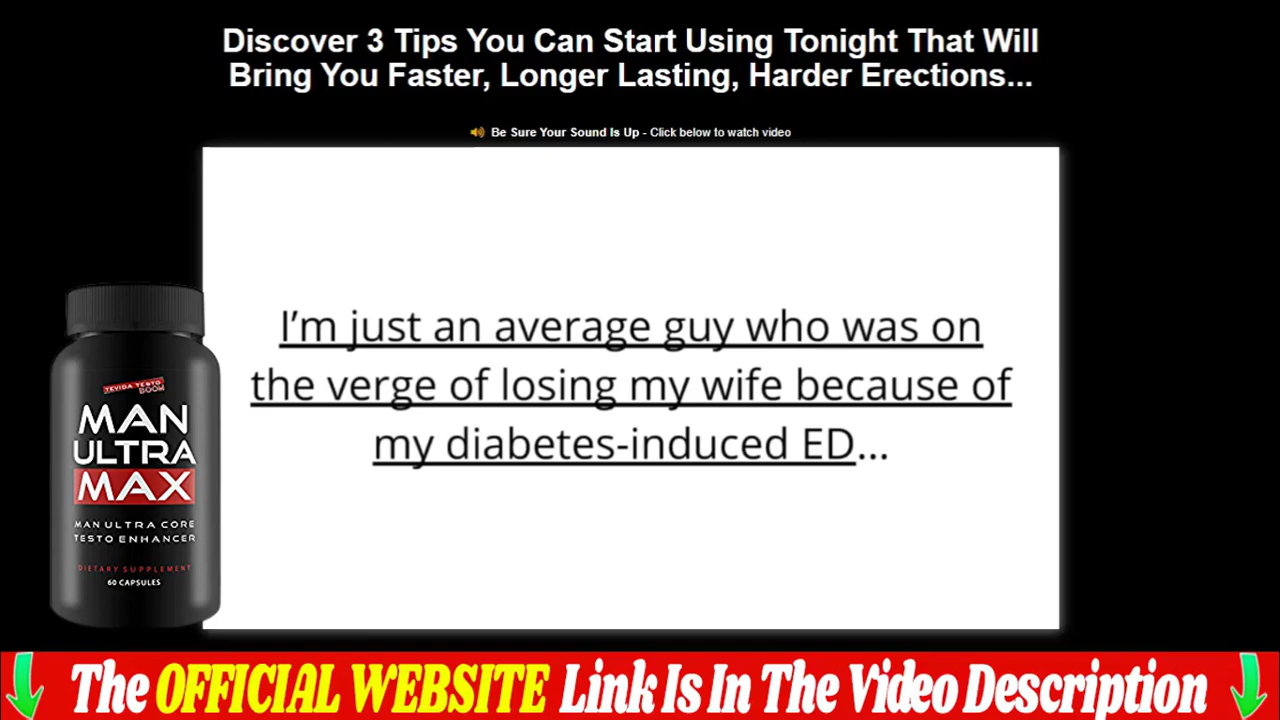 Discover 3 Tips You Can Start Using Tonight That Will
Bring You Faster, Longer Lasting, Harder Erections...
Be Sure Your Sound Is Up - Click below to watch video
I'm just an average guy who was on
the verge of losing my wife because of
my diabetes-induced ED...
TEVIDA TESTO
BOOM
MAN
ULTRA
MAX
MAN ULTRA CORE
TESTO ENHANCER
DIETARY SUPPLEMENT
60 CAPSULES
The OFFICIAL WEBSITE Link Is In The Video Description